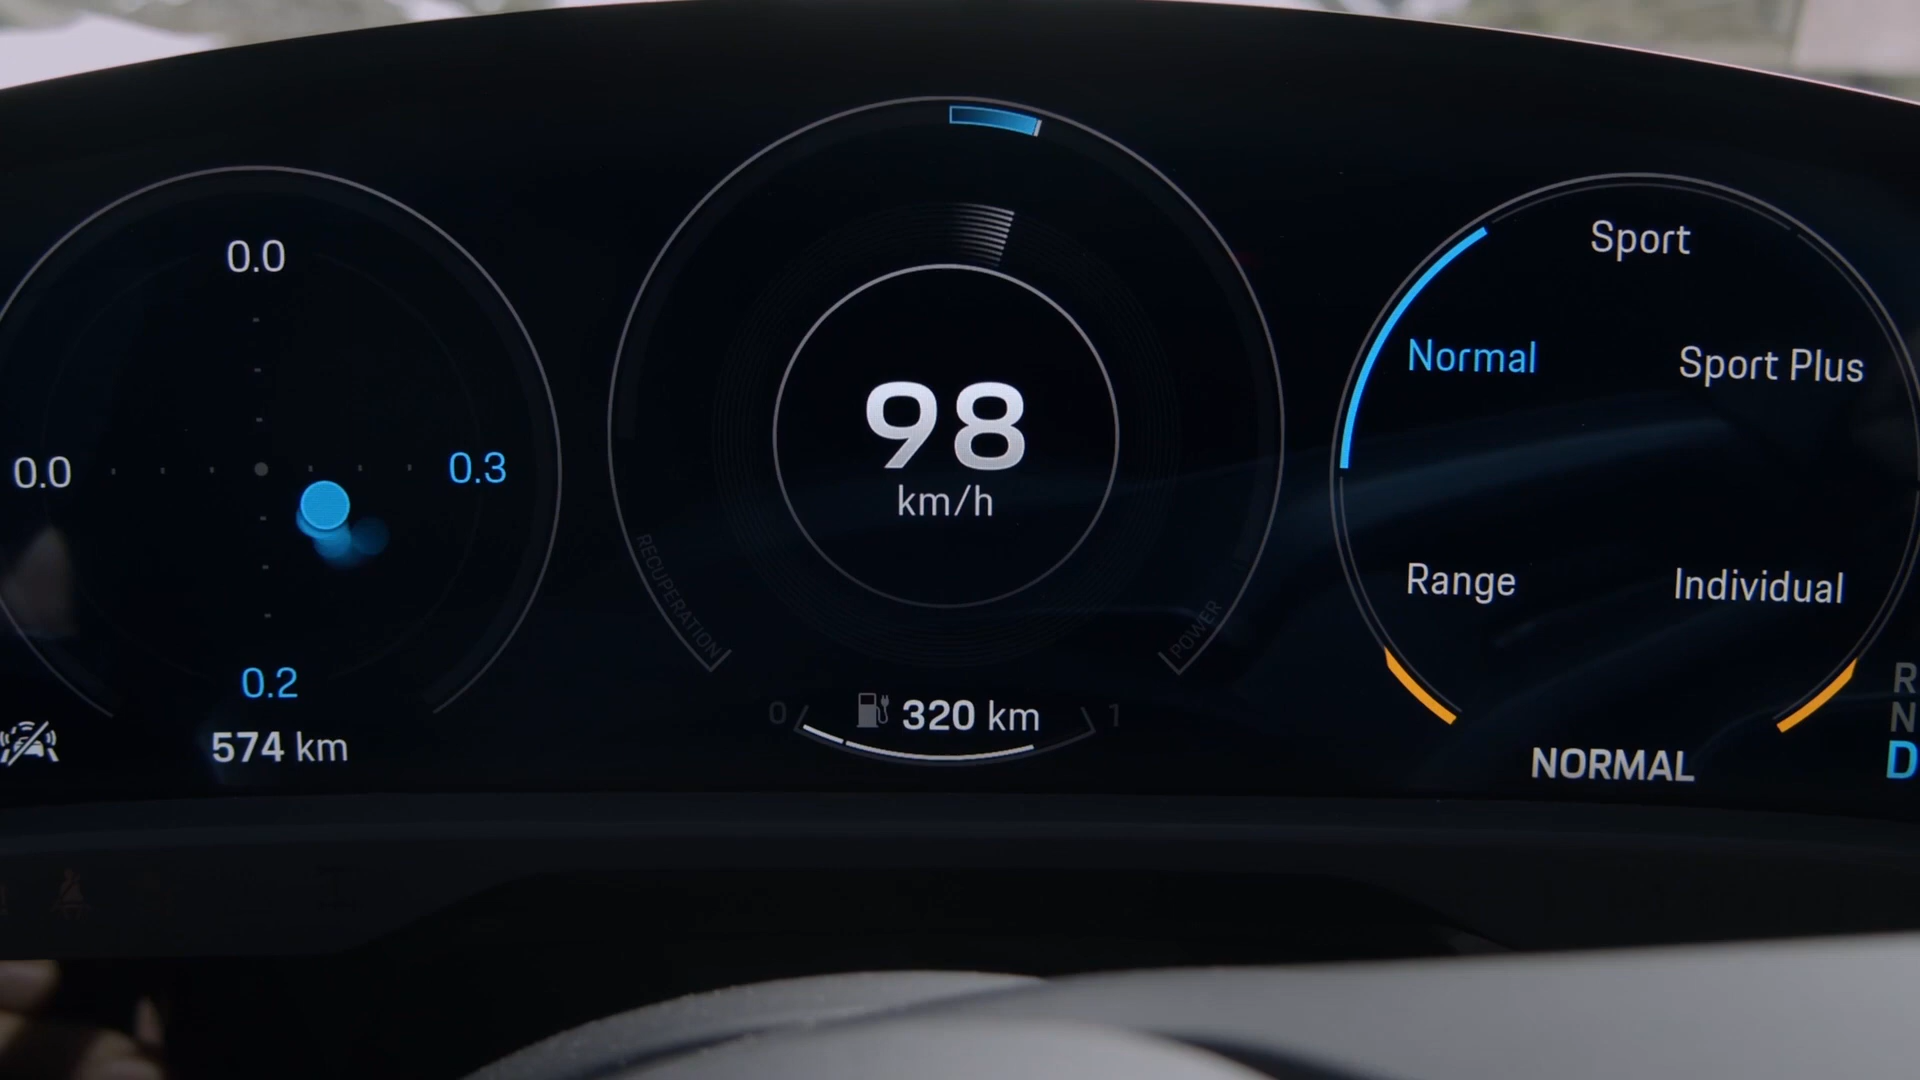 0.0
0.0
0.3
0.2
574 km
98
km/h
RECUPERATION
POWER
0
320 km
1
Sport
Normal
Sport Plus
Range
Individual
NORMAL
R
N
D